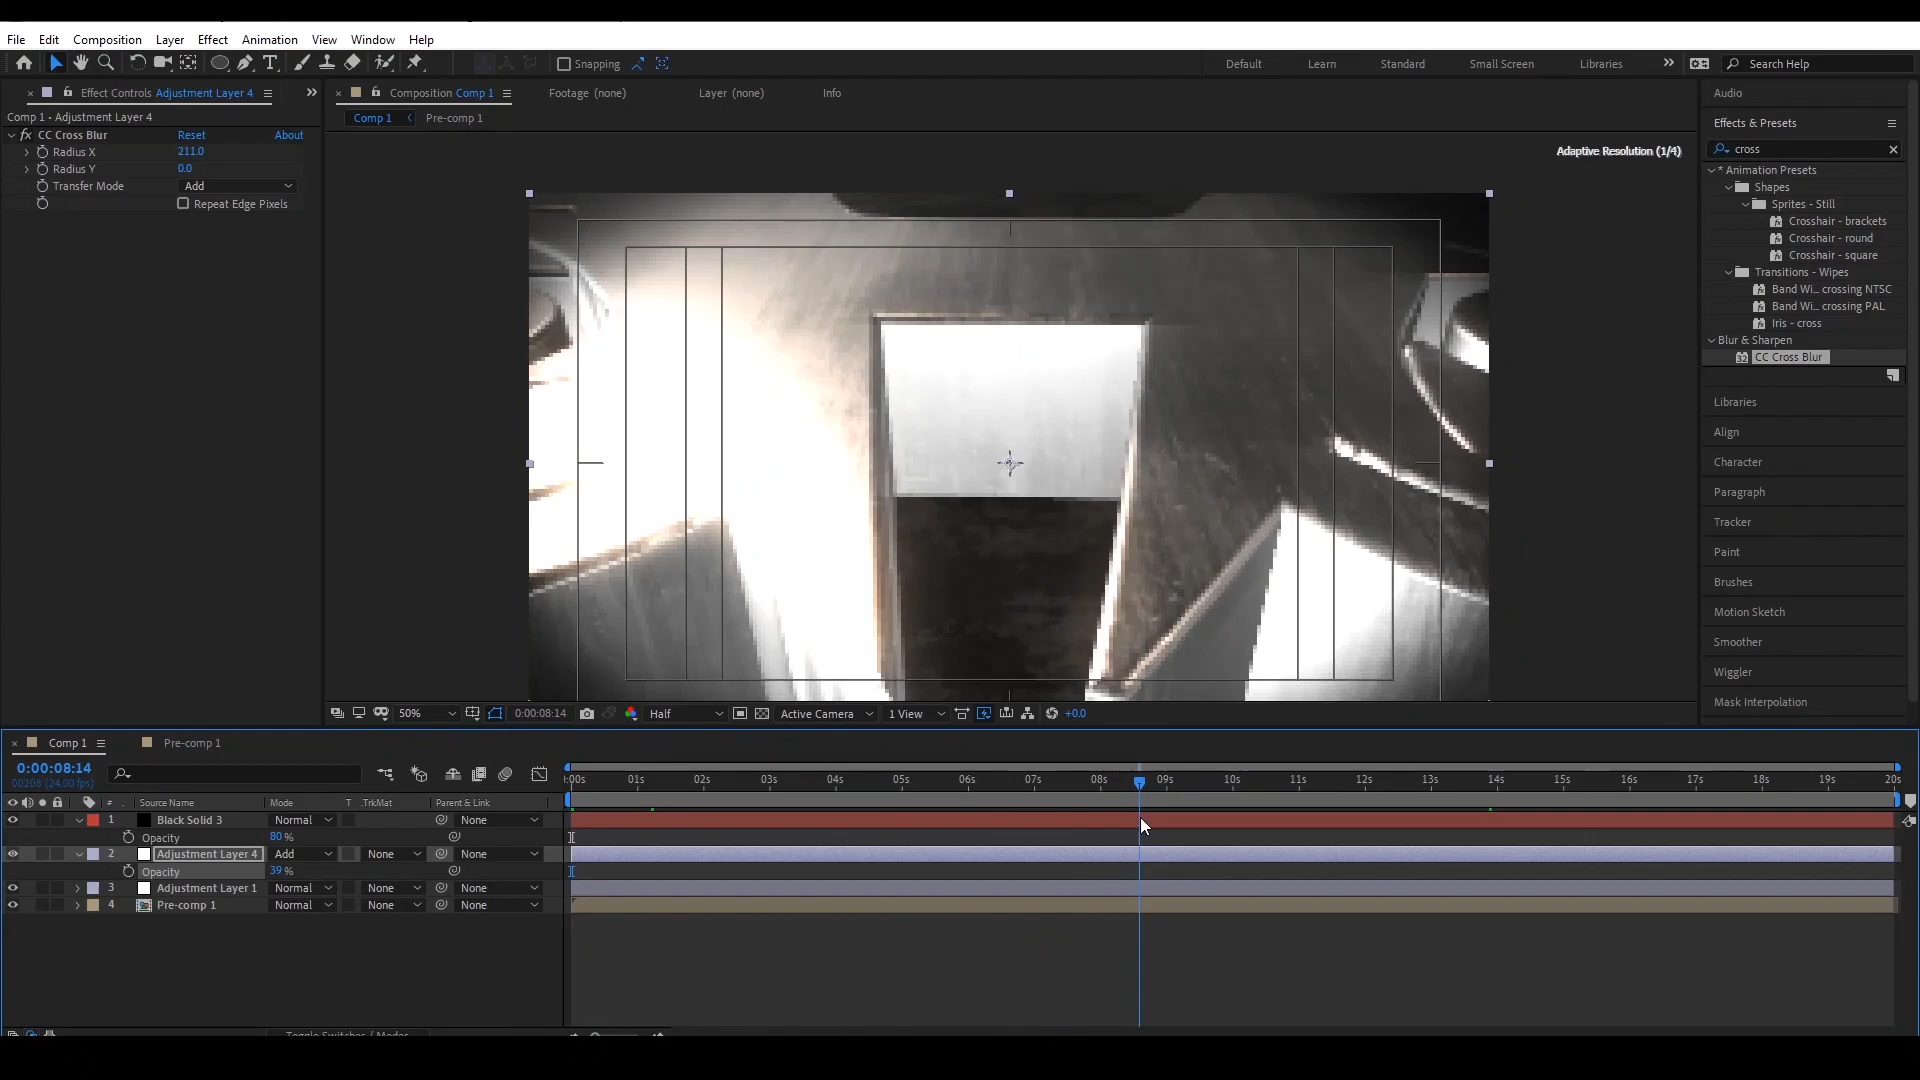 File Edit Composition Layer Effect Animation View Window Help
Snapping Default Learn Standard Small Screen Libraries Search Help
Effect Controls Adjustment Layer 4
Comp 1 • Adjustment Layer 4
fx CC Cross Blur Reset About
Radius X 211.0
Radius Y 0.0
Transfer Mode Add
Repeat Edge Pixels
Composition Comp 1 Footage (none) Layer (none) Info
Comp 1 Pre-comp 1
Adaptive Resolution (1/4)
50% 0:00:08:14 Half Active Camera 1 View +0.0
Audio
Effects & Presets
cross
* Animation Presets
Shapes
Sprites - Still
Crosshair - brackets
Crosshair - round
Crosshair - square
Transitions - Wipes
Band Wi... crossing NTSC
Band Wi... crossing PAL
Iris - cross
Blur & Sharpen
32 CC Cross Blur
Libraries
Align
Character
Paragraph
Tracker
Paint
Brushes
Motion Sketch
Smoother
Wiggler
Mask Interpolation
Comp 1 Pre-comp 1
0:00:08:14
00206 (24.00 fps)
:00s 01s 02s 03s 04s 05s 06s 07s 08s 09s 10s 11s 12s 13s 14s 15s 16s 17s 18s 19s 20s
# Source Name Mode T .TrkMat Parent & Link
1 Black Solid 3 Normal None
Opacity 80 %
2 Adjustment Layer 4 Add None None
Opacity 39 %
3 Adjustment Layer 1 Normal None None
4 Pre-comp 1 Normal None None
Toggle Switches / Modes